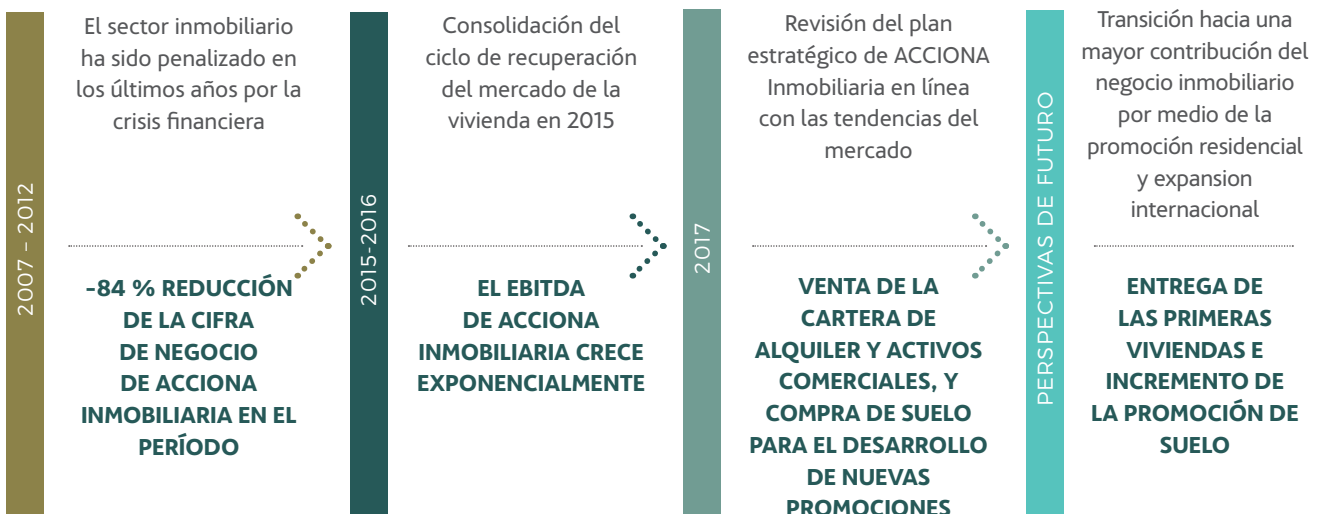 2007 – 2012
El sector inmobiliario
ha sido penalizado en
los últimos años por la
crisis financiera
-84 % REDUCCIÓN
DE LA CIFRA
DE NEGOCIO
DE ACCIONA
INMOBILIARIA EN EL
PERÍODO
2015-2016
Consolidación del
ciclo de recuperación
del mercado de la
vivienda en 2015
EL EBITDA
DE ACCIONA
INMOBILIARIA CRECE
EXPONENCIALMENTE
2017
Revisión del plan
estratégico de ACCIONA
Inmobiliaria en línea
con las tendencias del
mercado
VENTA DE LA
CARTERA DE
ALQUILER Y ACTIVOS
COMERCIALES, Y
COMPRA DE SUELO
PARA EL DESARROLLO
DE NUEVAS
PROMOCIONES
PERSPECTIVAS DE FUTURO
Transición hacia una
mayor contribución del
negocio inmobiliario
por medio de la
promoción residencial
y expansion
internacional
ENTREGA DE
LAS PRIMERAS
VIVIENDAS E
INCREMENTO DE
LA PROMOCIÓN DE
SUELO